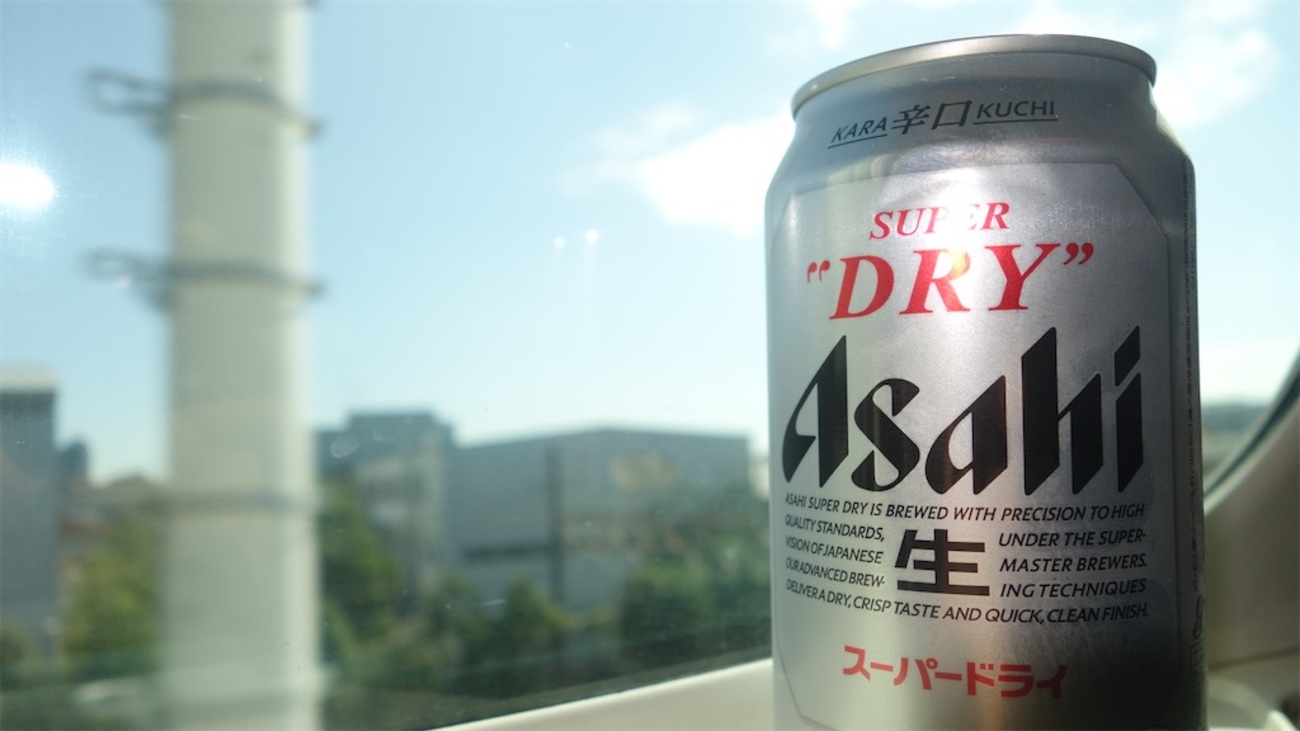 KARA 辛口 KUCHI
SUPER
"DRY"
Asahi
ASAHI SUPER DRY IS BREWED WITH PRECISION TO HIGH
QUALITY STANDARDS, UNDER THE SUPER-
VISION OF JAPANESE MASTER BREWERS.
OUR ADVANCED BREW- ING TECHNIQUES
生
DELIVER A DRY, CRISP TASTE AND QUICK, CLEAN FINISH.
スーパードライ